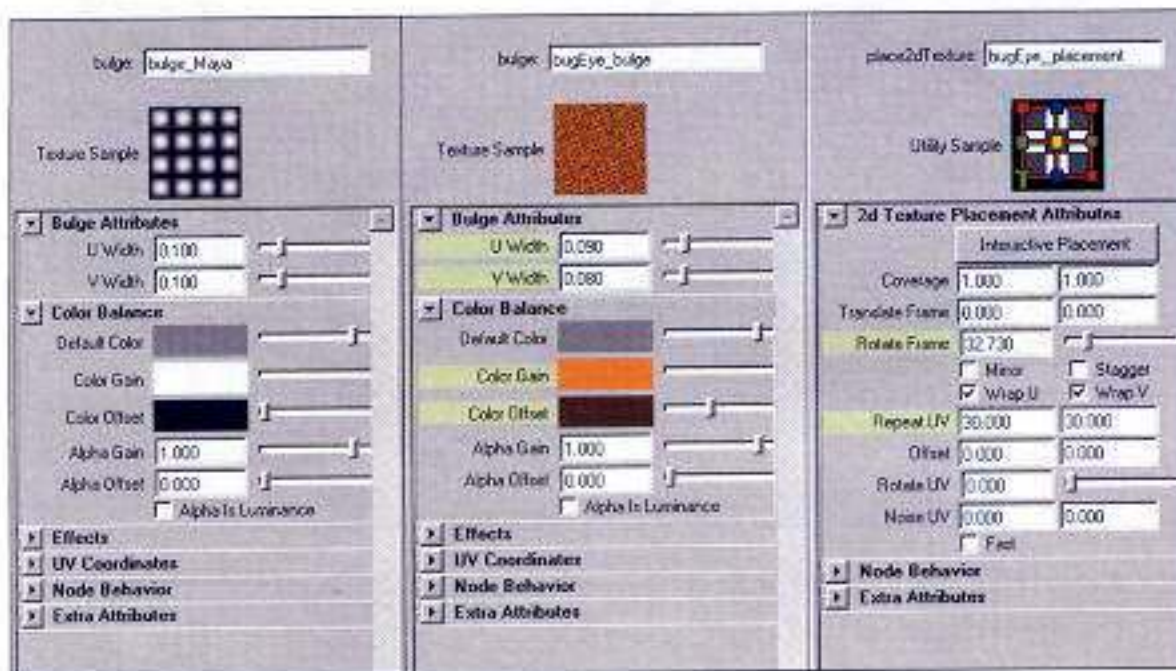 bulge: bulge_Maya
Texture Sample
Bulge Attributes
U Width 0.100
V Width 0.100
Color Balance
Default Color
Color Gain
Color Offset
Alpha Gain 1.000
Alpha Offset 0.000
Alpha Is Luminance
Effects
UV Coordinates
Node Behavior
Extra Attributes
bulge: bugEye_bulge
Texture Sample
Bulge Attributes
U Width 0.090
V Width 0.080
Color Balance
Default Color
Color Gain
Color Offset
Alpha Gain 1.000
Alpha Offset 0.000
Alpha Is Luminance
Effects
UV Coordinates
Node Behavior
Extra Attributes
place2dTexture: bugEye_placement
Utility Sample
2d Texture Placement Attributes
Interactive Placement
Coverage 1.000 1.000
Translate Frame 0.000 0.000
Rotate Frame 32.730
Mirror Stagger
Wrap U Wrap V
Repeat UV 30.000 30.000
Offset 0.000 0.000
Rotate UV 0.000
Noise UV 0.000 0.000
Fast
Node Behavior
Extra Attributes